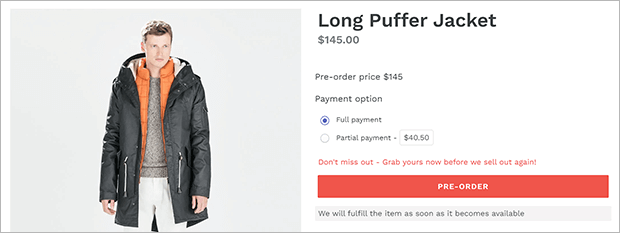 Long Puffer Jacket
$145.00
Pre-order price $145
Payment option
Full payment
Partial payment - $40.50
Don't miss out - Grab yours now before we sell out again!
PRE-ORDER
We will fulfill the item as soon as it becomes available